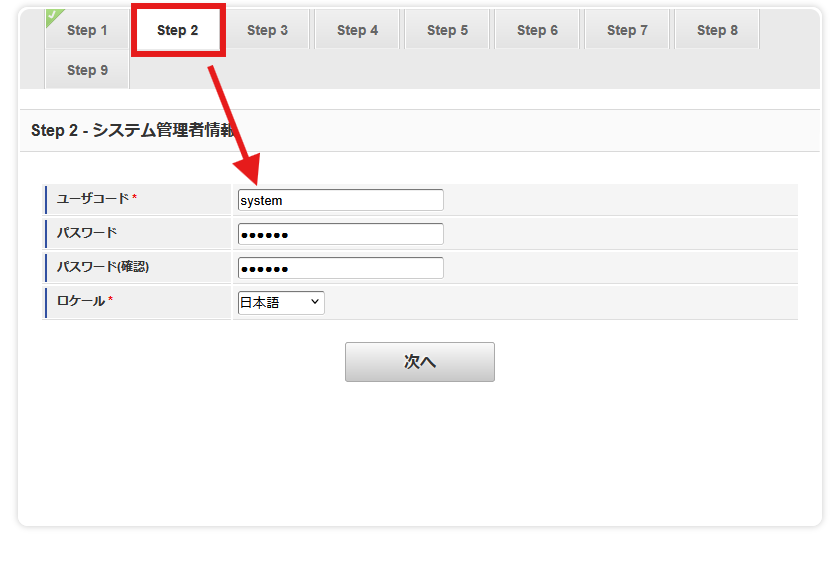 Step 1 Step 2 Step 3 Step 4 Step 5 Step 6 Step 7 Step 8
Step 9
Step 2 - システム管理者情報
ユーザコード * system
パスワード ●●●●●●
パスワード(確認) ●●●●●●
ロケール * 日本語
次へ